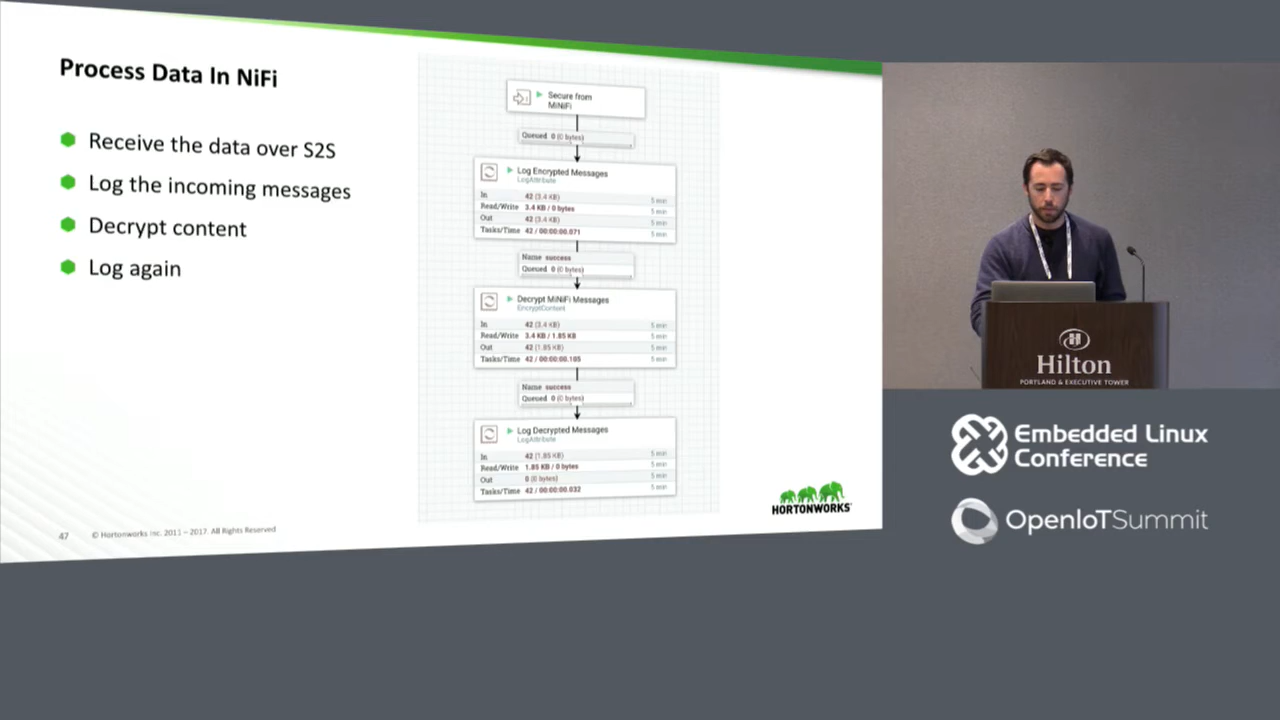 Process Data In NiFi
Receive the data over S2S
Log the incoming messages
Decrypt content
Log again
Secure from
MiNiFi
Queued 0 (0 bytes)
Log Encrypted Messages
LogAttribute
In 42 (3.4 KB) 5 min
Read/Write 3.4 KB / 0 bytes 5 min
Out 42 (3.4 KB) 5 min
Tasks/Time 42 / 00:00:00.071 5 min
Name success
Queued 0 (0 bytes)
Decrypt MiNiFi Messages
EncryptContent
In 42 (3.4 KB) 5 min
Read/Write 3.4 KB / 1.85 KB 5 min
Out 42 (1.85 KB) 5 min
Tasks/Time 42 / 00:00:00.105 5 min
Name success
Queued 0 (0 bytes)
Log Decrypted Messages
LogAttribute
In 42 (1.85 KB) 5 min
Read/Write 1.85 KB / 0 bytes 5 min
Out 0 (0 bytes) 5 min
Tasks/Time 42 / 00:00:00.032 5 min
HORTONWORKS
47 © Hortonworks Inc. 2011 – 2017. All Rights Reserved
Hilton
PORTLAND & EXECUTIVE TOWER
Embedded Linux
Conference
OpenIoTSummit